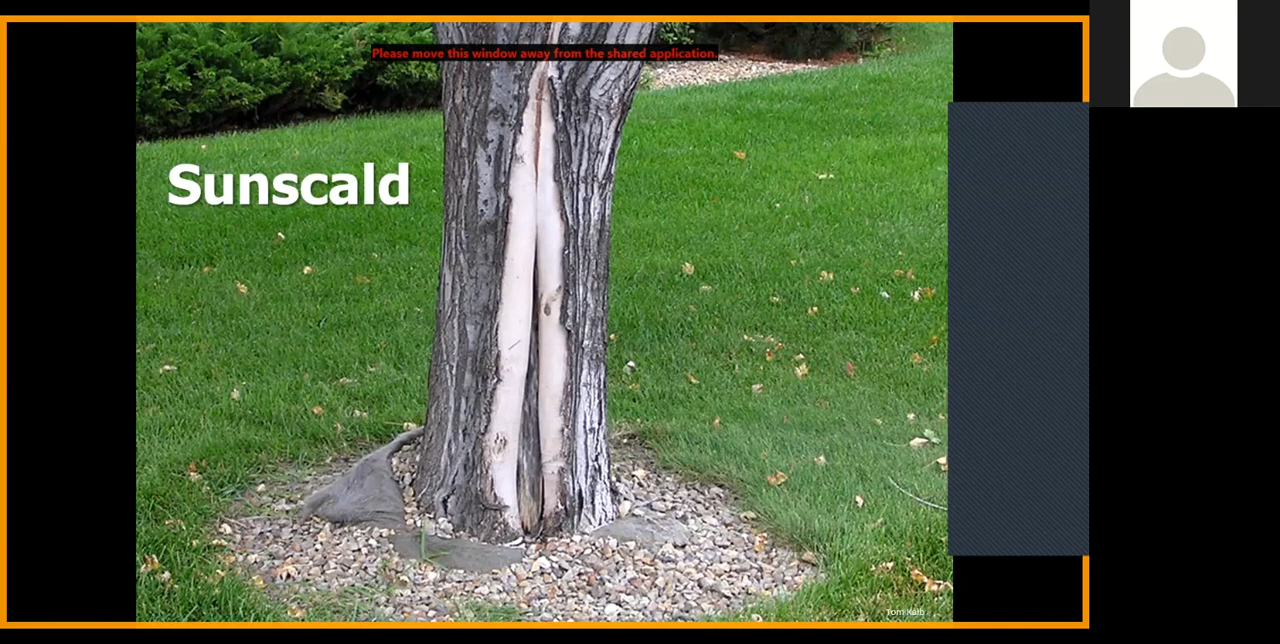 Please move this window away from the shared application.
Sunscald
Tom Kalb